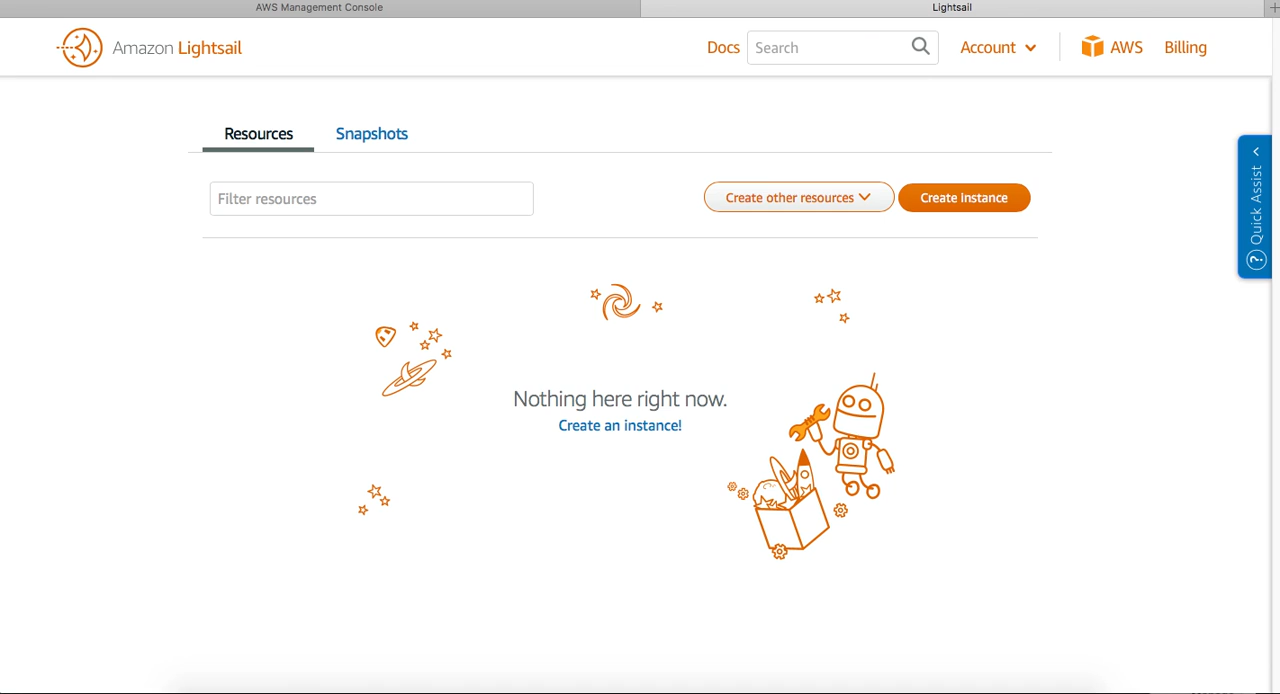 AWS Management Console
Lightsail
Amazon Lightsail
Docs
Search
Account
AWS
Billing
Resources
Snapshots
Filter resources
Create other resources
Create instance
Quick Assist
?
Nothing here right now.
Create an instance!